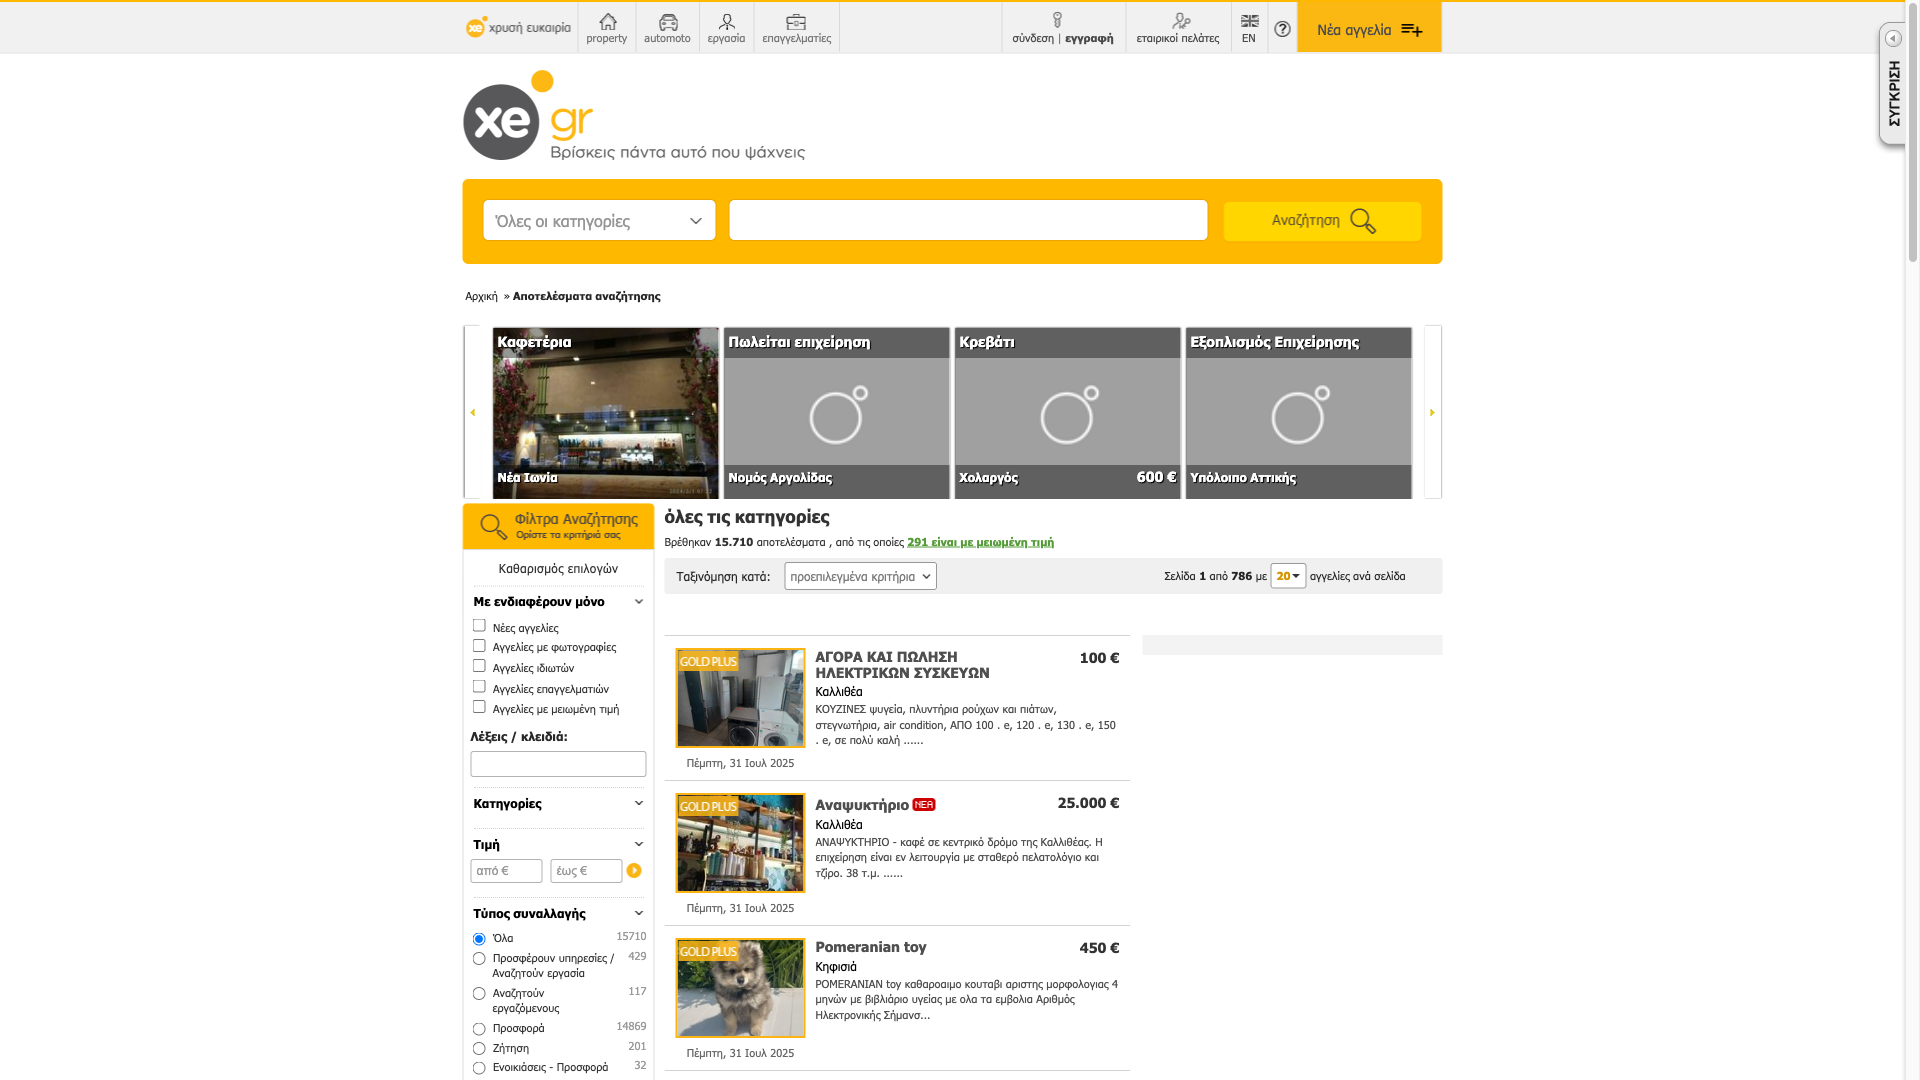 xe χρυσή ευκαιρία
property
automoto
εργασία
επαγγελματίες
σύνδεση | εγγραφή
εταιρικοί πελάτες
EN
?
Νέα αγγελία
ΣΥΓΚΡΙΣΗ
xe gr
Βρίσκεις πάντα αυτό που ψάχνεις
Όλες οι κατηγορίες
Αναζήτηση
Αρχική » Αποτελέσματα αναζήτησης
Καφετέρια
Νέα Ιωνία
Πωλείται επιχείρηση
Νομός Αργολίδας
Κρεβάτι
Χολαργός 600 €
Εξοπλισμός Επιχείρησης
Υπόλοιπο Αττικής
Φίλτρα Αναζήτησης
Ορίστε τα κριτήριά σας
Καθαρισμός επιλογών
Με ενδιαφέρουν μόνο
Νέες αγγελίες
Αγγελίες με φωτογραφίες
Αγγελίες ιδιωτών
Αγγελίες επαγγελματιών
Αγγελίες με μειωμένη τιμή
Λέξεις / κλειδιά:
Κατηγορίες
Τιμή
από €
έως €
Τύπος συναλλαγής
Όλα 15710
Προσφέρουν υπηρεσίες / 429
Αναζητούν εργασία
Αναζητούν 117
εργαζόμενους
Προσφορά 14869
Ζήτηση 201
Ενοικιάσεις - Προσφορά 32
όλες τις κατηγορίες
Βρέθηκαν 15.710 αποτελέσματα , από τις οποίες 291 είναι με μειωμένη τιμή
Ταξινόμηση κατά: προεπιλεγμένα κριτήρια
Σελίδα 1 από 786 με 20 αγγελίες ανά σελίδα
GOLD PLUS
ΑΓΟΡΑ ΚΑΙ ΠΩΛΗΣΗ 100 €
ΗΛΕΚΤΡΙΚΩΝ ΣΥΣΚΕΥΩΝ
Καλλιθέα
ΚΟΥΖΙΝΕΣ ψυγεία, πλυντήρια ρούχων και πιάτων,
στεγνωτήρια, air condition, ΑΠΟ 100 . e, 120 . e, 130 . e, 150
. e, σε πολύ καλή ......
Πέμπτη, 31 Ιουλ 2025
GOLD PLUS
Αναψυκτήριο ΝΕΑ 25.000 €
Καλλιθέα
ΑΝΑΨΥΚΤΗΡΙΟ - καφέ σε κεντρικό δρόμο της Καλλιθέας. Η
επιχείρηση είναι εν λειτουργία με σταθερό πελατολόγιο και
τζίρο. 38 τ.μ. ......
Πέμπτη, 31 Ιουλ 2025
GOLD PLUS
Pomeranian toy 450 €
Κηφισιά
POMERANIAN toy καθαροαιμο κουταβι αριστης μορφολογιας 4
μηνών με βιβλιάριο υγείας με ολα τα εμβολια Αριθμός
Ηλεκτρονικής Σήμανσ...
Πέμπτη, 31 Ιουλ 2025